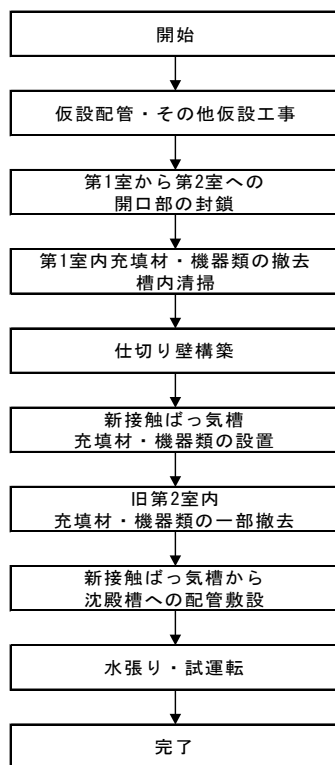 開始
仮設配管・その他仮設工事
第1室から第2室への
開口部の封鎖
第1室内充填材・機器類の撤去
槽内清掃
仕切り壁構築
新接触ばっ気槽
充填材・機器類の設置
旧第2室内
充填材・機器類の一部撤去
新接触ばっ気槽から
沈殿槽への配管敷設
水張り・試運転
完了